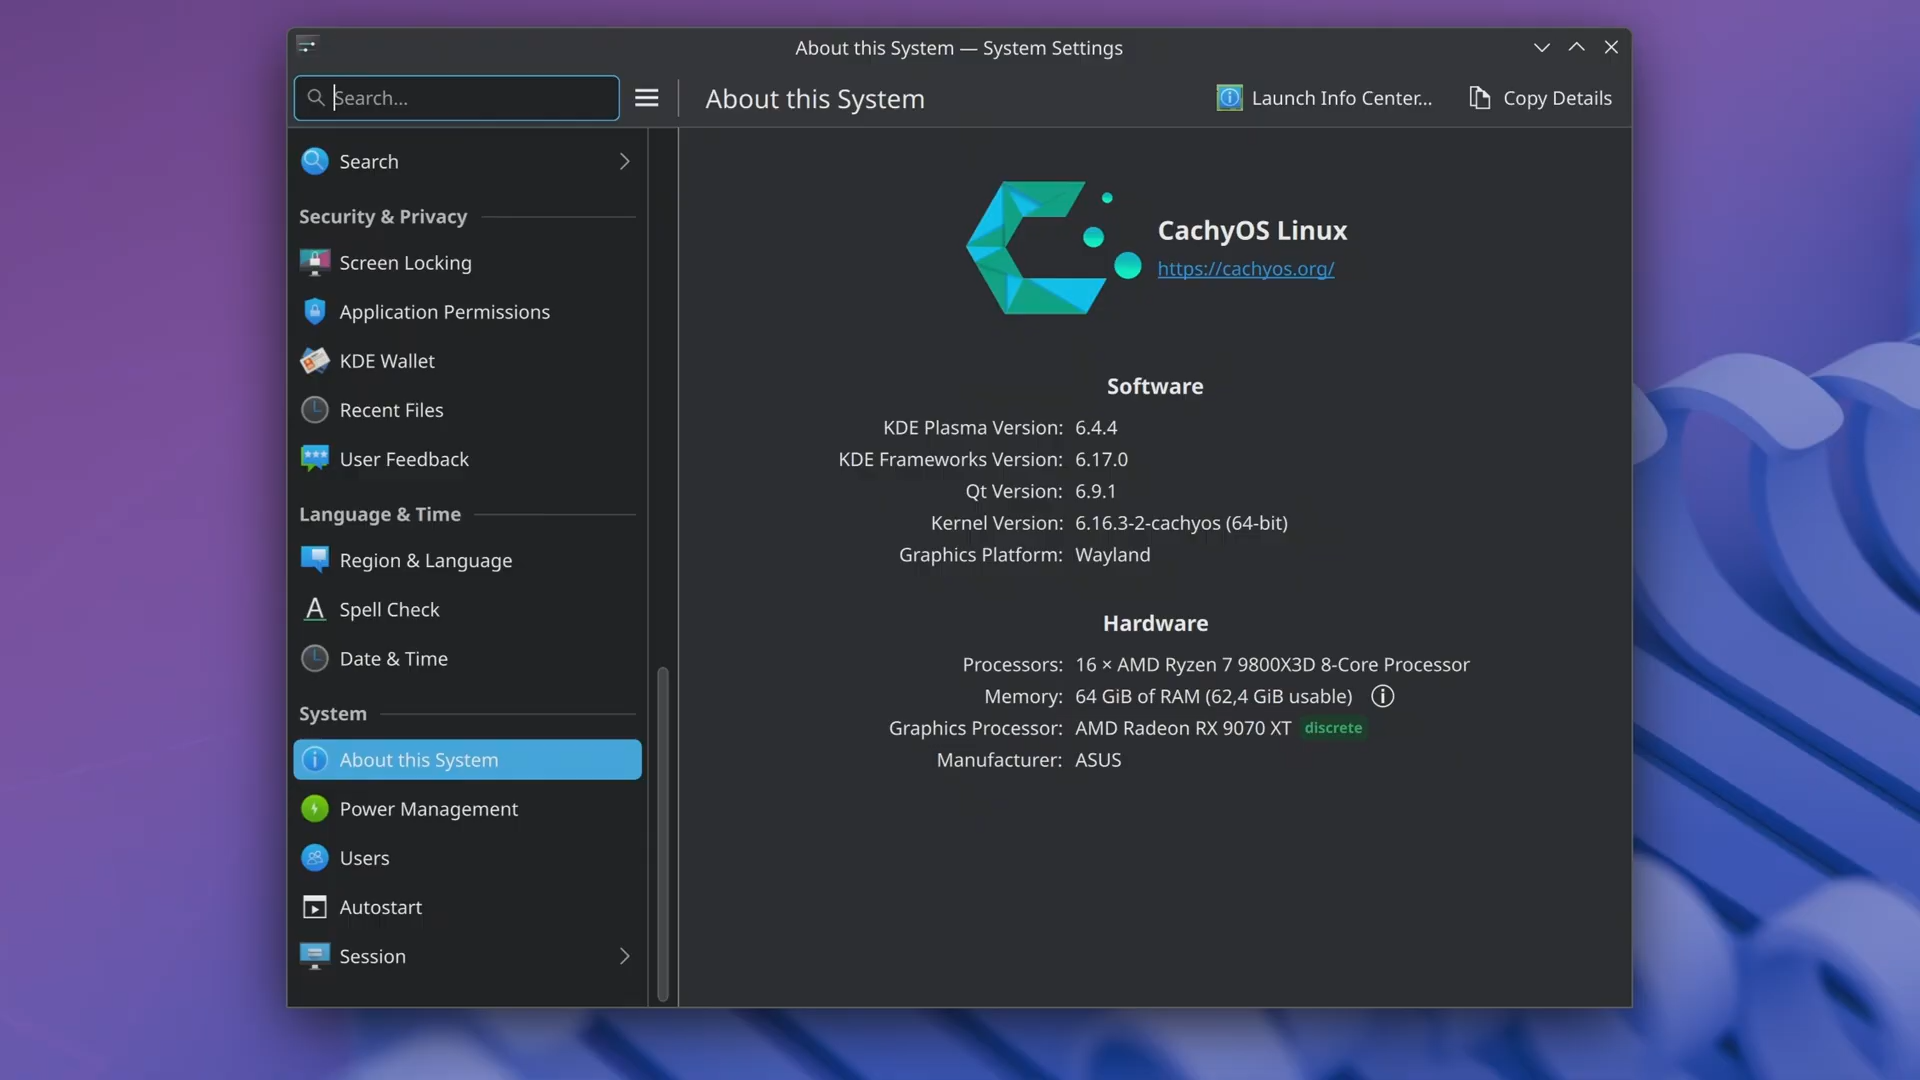 About this System — System Settings
Search...
About this System
Launch Info Center...
Copy Details
Search
Security & Privacy
Screen Locking
Application Permissions
KDE Wallet
Recent Files
User Feedback
Language & Time
Region & Language
Spell Check
Date & Time
System
About this System
Power Management
Users
Autostart
Session
CachyOS Linux
https://cachyos.org/
Software
KDE Plasma Version: 6.4.4
KDE Frameworks Version: 6.17.0
Qt Version: 6.9.1
Kernel Version: 6.16.3-2-cachyos (64-bit)
Graphics Platform: Wayland
Hardware
Processors: 16 × AMD Ryzen 7 9800X3D 8-Core Processor
Memory: 64 GiB of RAM (62,4 GiB usable)
Graphics Processor: AMD Radeon RX 9070 XT discrete
Manufacturer: ASUS